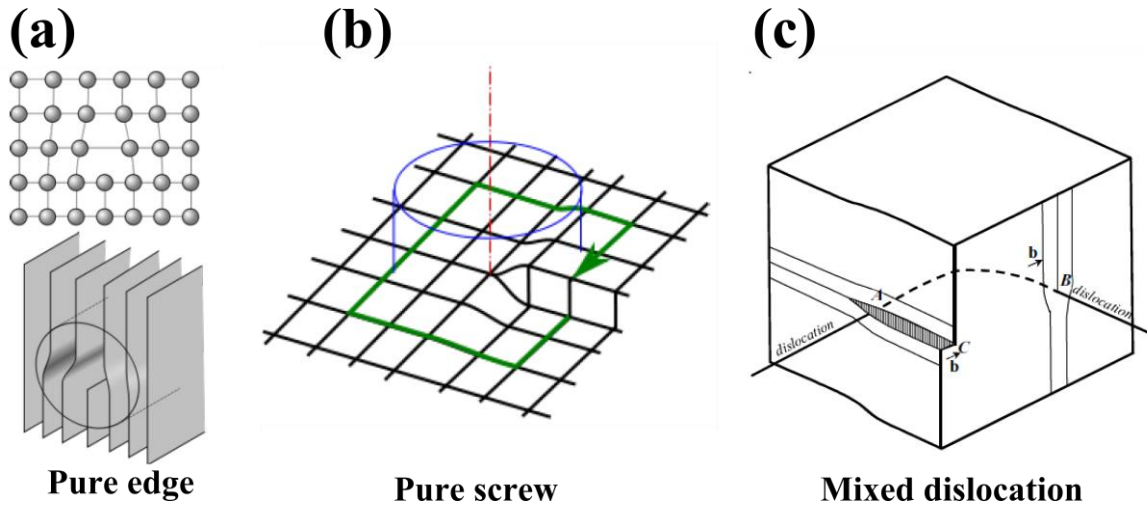 (a)
(b)
(c)
A
b
B
dislocation
dislocation
C
b
Pure edge
Pure screw
Mixed dislocation